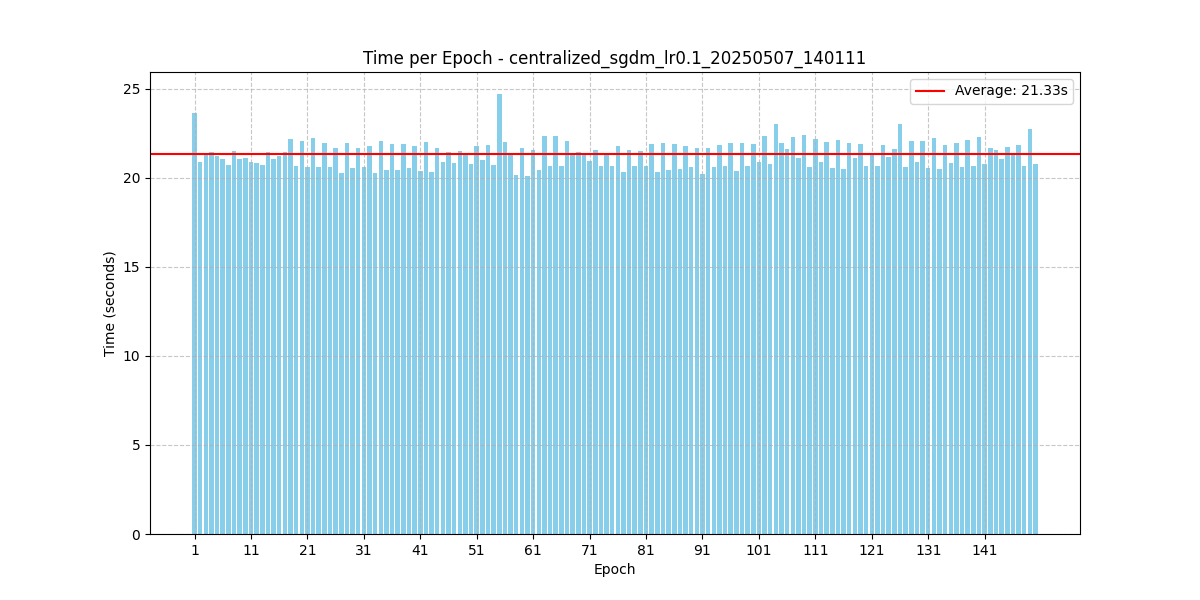 Time per Epoch - centralized_sgdm_lr0.1_20250507_140111
Average: 21.33s
25
20
15
10
5
0
Time (seconds)
1 11 21 31 41 51 61 71 81 91 101 111 121 131 141
Epoch